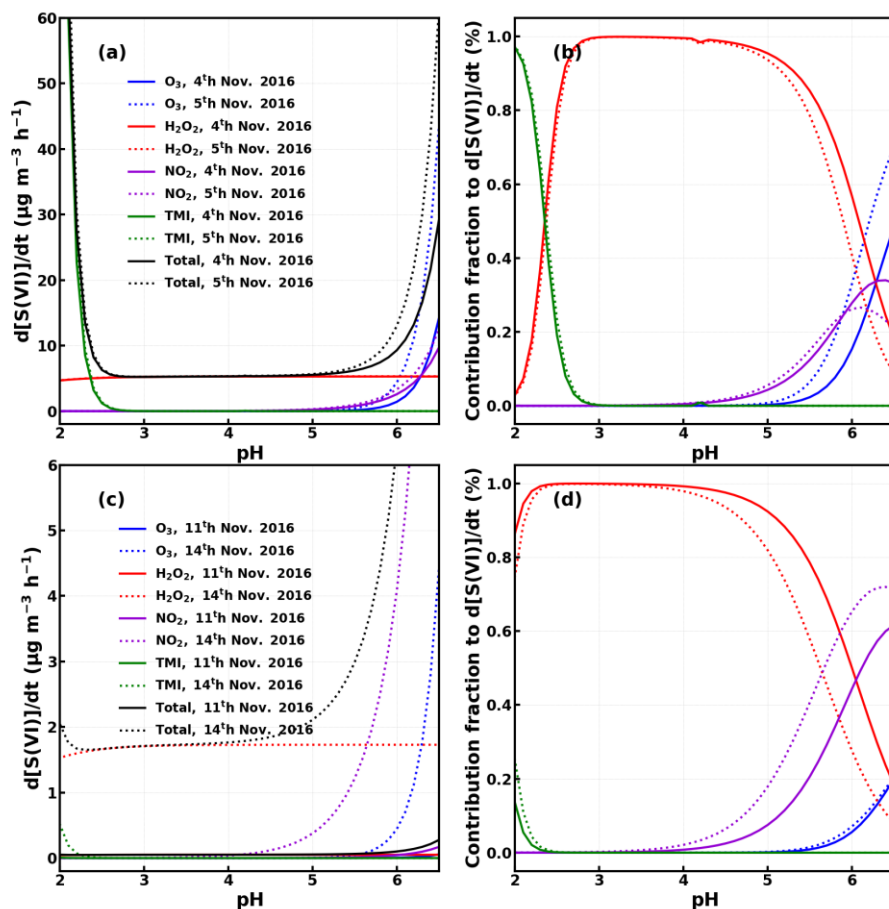 (a)
O₃, 4ᵗh Nov. 2016
O₃, 5ᵗh Nov. 2016
H₂O₂, 4ᵗh Nov. 2016
H₂O₂, 5ᵗh Nov. 2016
NO₂, 4ᵗh Nov. 2016
NO₂, 5ᵗh Nov. 2016
TMI, 4ᵗh Nov. 2016
TMI, 5ᵗh Nov. 2016
Total, 4ᵗh Nov. 2016
Total, 5ᵗh Nov. 2016
d[S(VI)]/dt (μg m⁻³ h⁻¹)
60
50
40
30
20
10
0
2 3 4 5 6
pH
(b)
Contribution fraction to d[S(VI)]/dt (%)
1.0
0.8
0.6
0.4
0.2
0.0
2 3 4 5 6
pH
(c)
O₃, 11ᵗh Nov. 2016
O₃, 14ᵗh Nov. 2016
H₂O₂, 11ᵗh Nov. 2016
H₂O₂, 14ᵗh Nov. 2016
NO₂, 11ᵗh Nov. 2016
NO₂, 14ᵗh Nov. 2016
TMI, 11ᵗh Nov. 2016
TMI, 14ᵗh Nov. 2016
Total, 11ᵗh Nov. 2016
Total, 14ᵗh Nov. 2016
d[S(VI)]/dt (μg m⁻³ h⁻¹)
6
5
4
3
2
1
0
2 3 4 5 6
pH
(d)
Contribution fraction to d[S(VI)]/dt (%)
1.0
0.8
0.6
0.4
0.2
0.0
2 3 4 5 6
pH